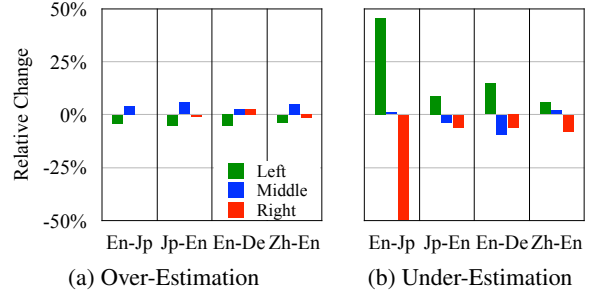 Relative Change
50%
25%
0%
-25%
-50%
Left
Middle
Right
En-Jp Jp-En En-De Zh-En
En-Jp Jp-En En-De Zh-En
(a) Over-Estimation
(b) Under-Estimation